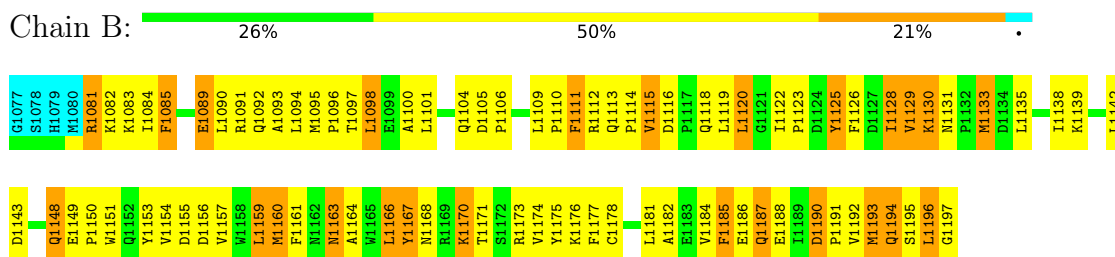 Chain B:
26% 50% 21% •
G1077 S1078 H1079 M1080 R1081 K1082 K1083 I1084 F1085 E1089 L1090 R1091 Q1092 A1093 L1094 M1095 P1096 T1097 L1098 E1099 A1100 L1101 Q1104 D1105 P1106 L1109 P1110 F1111 R1112 Q1113 P1114 V1115 D1116 P1117 Q1118 L1119 L1120 G1121 I1122 P1123 D1124 Y1125 F1126 D1127 I1128 V1129 K1130 N1131 P1132 M1133 D1134 L1135 I1138 K1139 L1142
D1143 Q1148 E1149 P1150 W1151 Q1152 Y1153 V1154 D1155 D1156 V1157 W1158 L1159 M1160 F1161 N1162 N1163 A1164 W1165 L1166 Y1167 N1168 R1169 K1170 T1171 S1172 R1173 V1174 Y1175 K1176 F1177 C1178 L1181 A1182 E1183 V1184 F1185 E1186 Q1187 E1188 I1189 D1190 P1191 V1192 M1193 Q1194 S1195 L1196 G1197